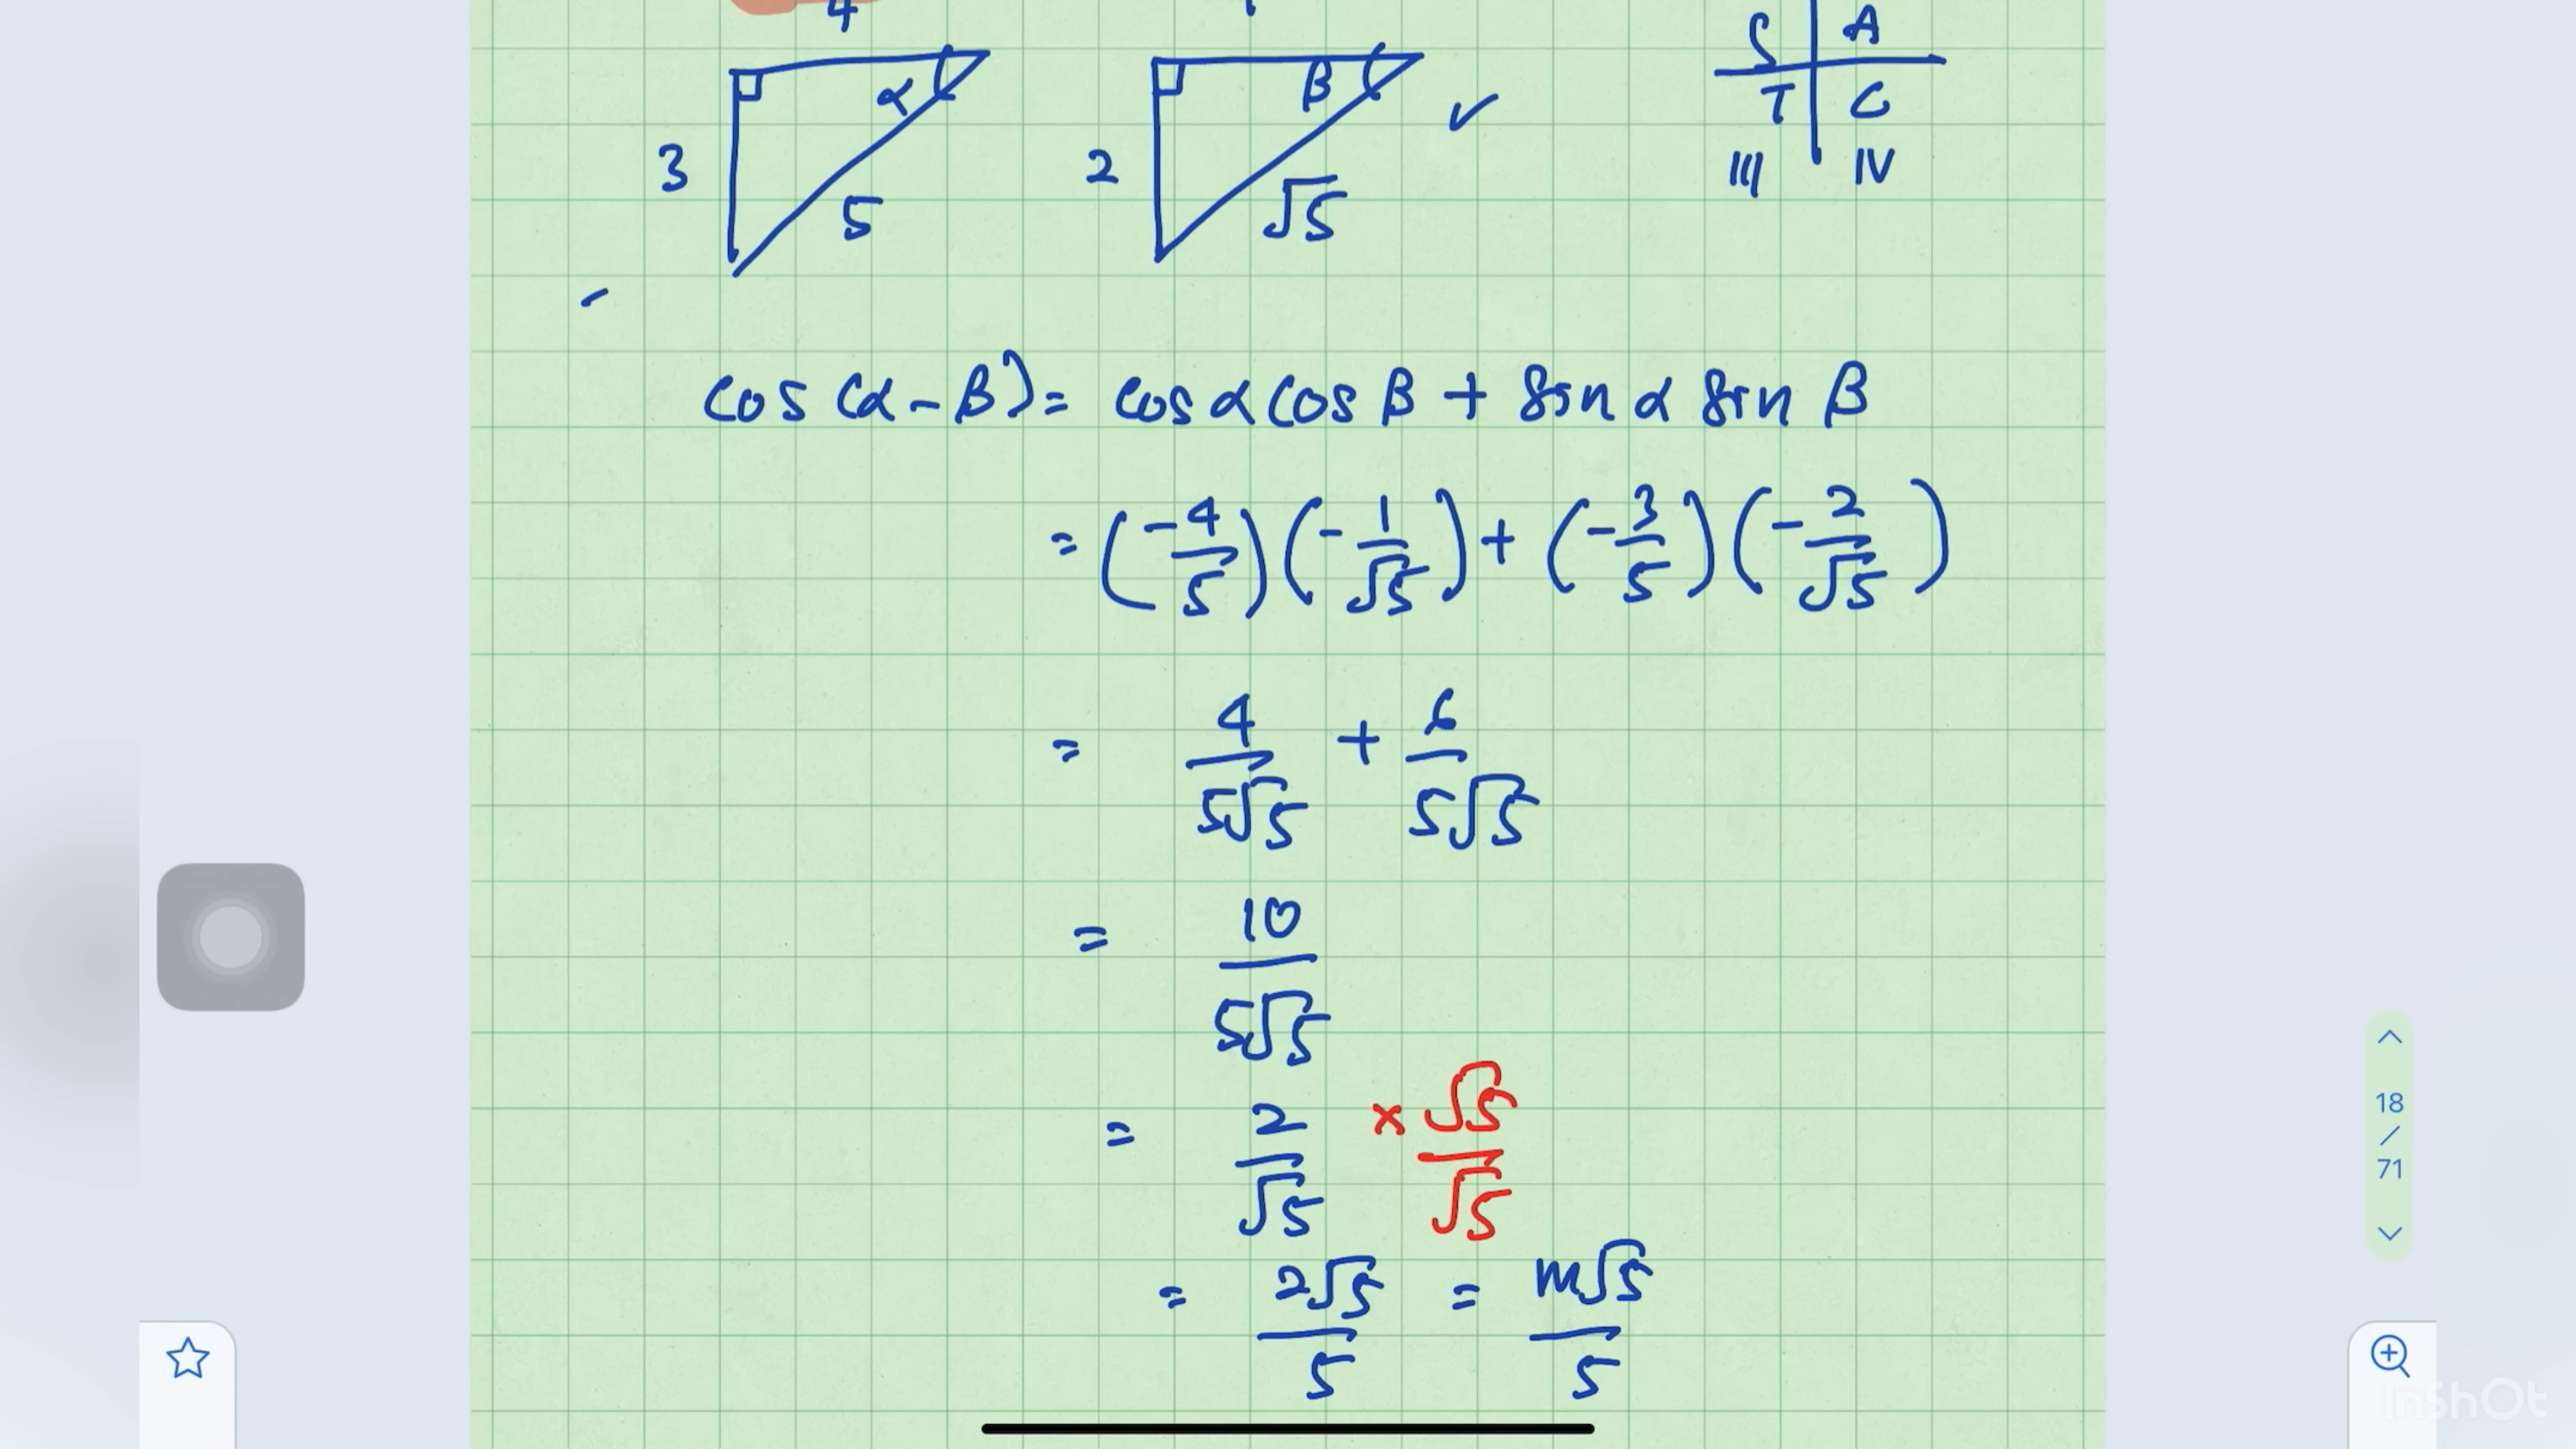 4
S A
α β
T C
3 2
III IV
5 √5
cos (α - β) = cos α cos β + sin α sin β
= (-4/5)(-1/√5) + (-3/5)(-2/√5)
= 4/5√5 + 6/5√5
= 10/5√5
= 2/√5 × √5/√5
= 2√5/5 = m√5/5
18
/
71
InShOt